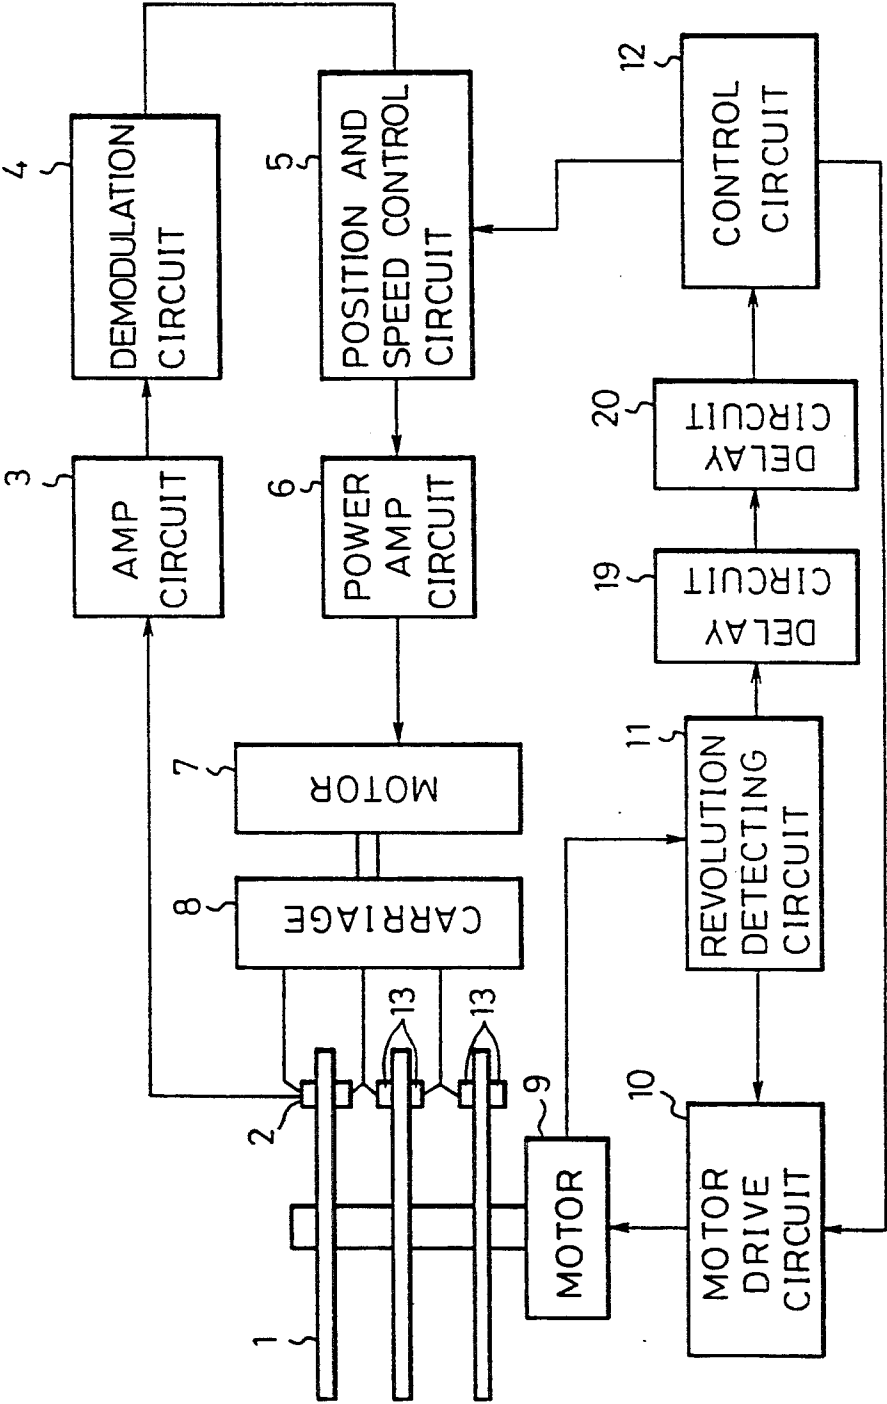 4
DEMODULATION
CIRCUIT
3
AMP
CIRCUIT
5
POSITION AND
SPEED CONTROL
CIRCUIT
6
POWER
AMP
CIRCUIT
7
MOTOR
8
CARRIAGE
13
13
2
1
9
MOTOR
12
CONTROL
CIRCUIT
20
DELAY
CIRCUIT
19
DELAY
CIRCUIT
11
REVOLUTION
DETECTING
CIRCUIT
10
MOTOR
DRIVE
CIRCUIT